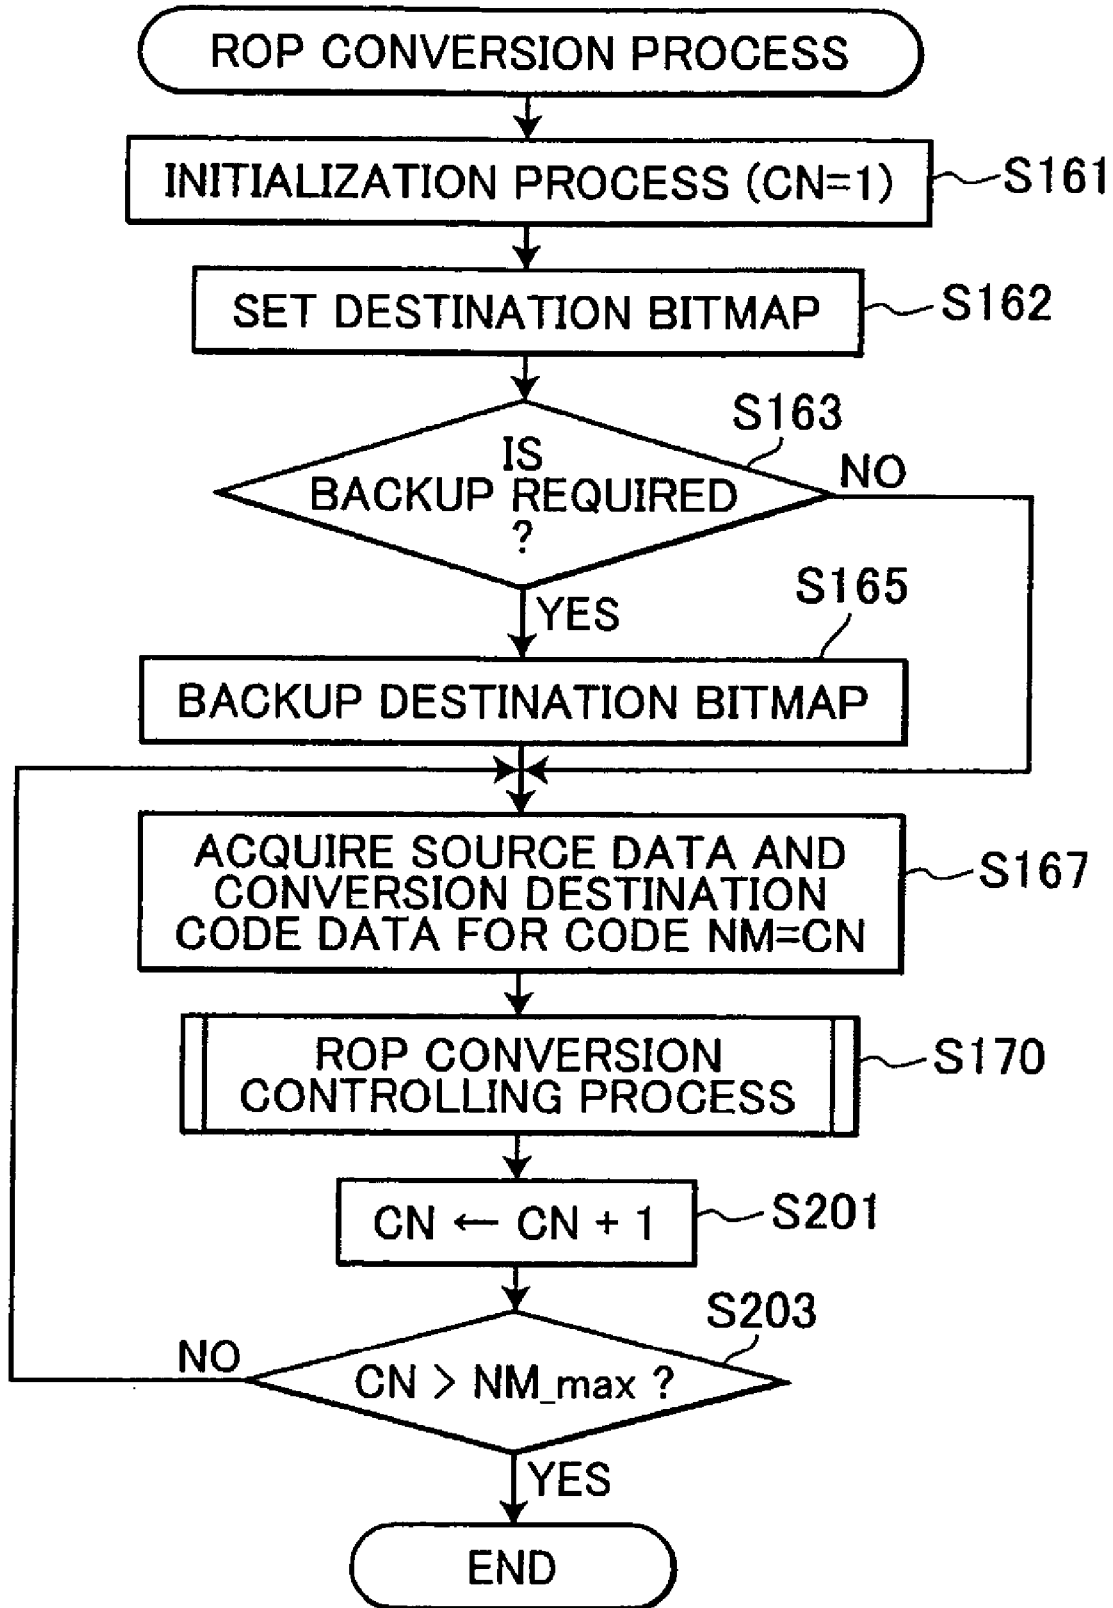 ROP CONVERSION PROCESS
INITIALIZATION PROCESS (CN=1)
S161
SET DESTINATION BITMAP
S162
S163
IS
BACKUP REQUIRED
?
NO
YES
S165
BACKUP DESTINATION BITMAP
ACQUIRE SOURCE DATA AND
CONVERSION DESTINATION
CODE DATA FOR CODE NM=CN
S167
ROP CONVERSION
CONTROLLING PROCESS
S170
CN ← CN + 1
S201
S203
NO
CN > NM_max ?
YES
END